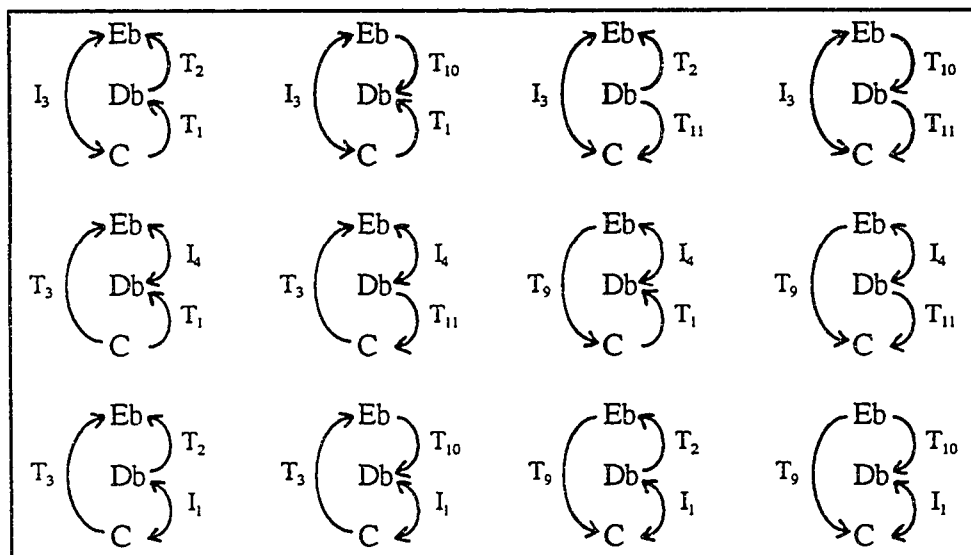 Eb Eb Eb Eb
T₂ T₁₀ T₂ T₁₀
I₃ Db I₃ Db I₃ Db I₃ Db
T₁ T₁ T₁₁ T₁₁
C C C C
Eb Eb Eb Eb
I₄ I₄ I₄ I₄
T₃ Db T₃ Db T₉ Db T₉ Db
T₁ T₁₁ T₁ T₁₁
C C C C
Eb Eb Eb Eb
T₂ T₁₀ T₂ T₁₀
T₃ Db T₃ Db T₉ Db T₉ Db
I₁ I₁ I₁ I₁
C C C C